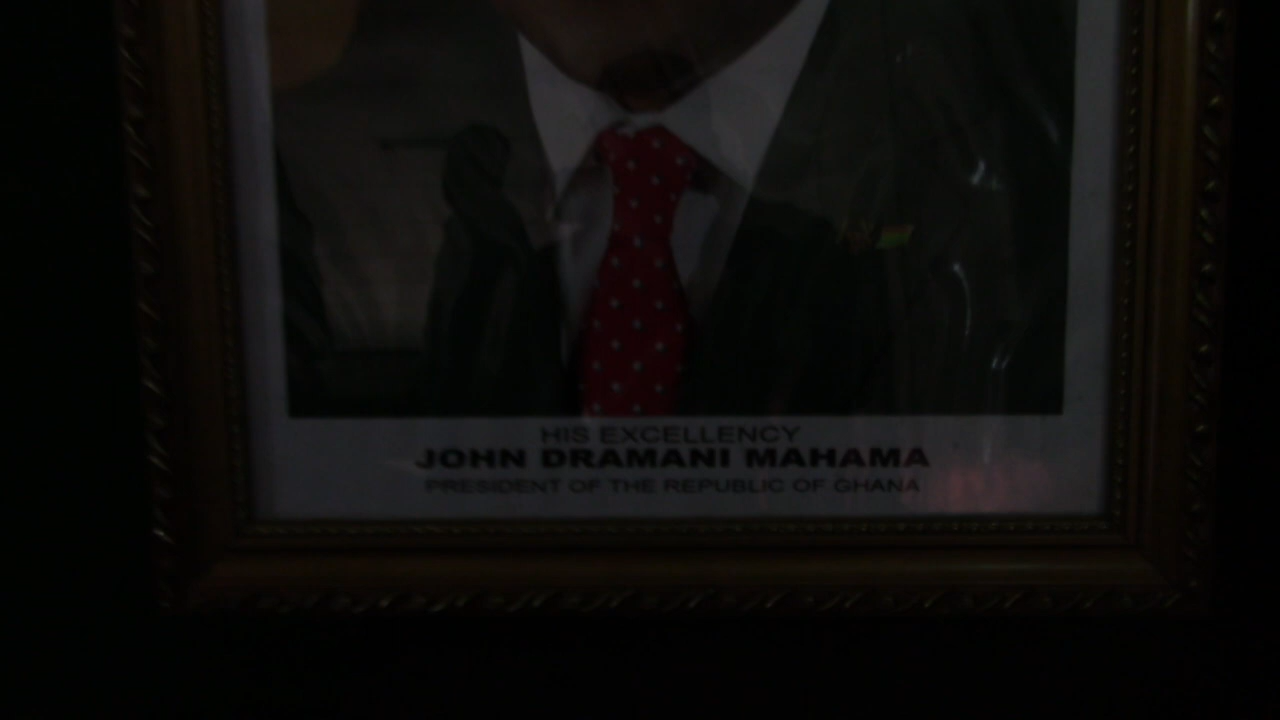 HIS EXCELLENCY
JOHN DRAMANI MAHAMA
PRESIDENT OF THE REPUBLIC OF GHANA